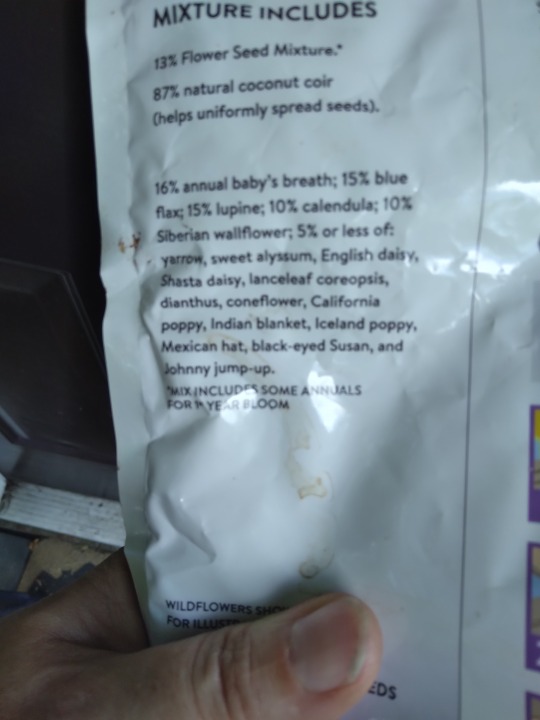 MIXTURE INCLUDES
13% Flower Seed Mixture.*
87% natural coconut coir
(helps uniformly spread seeds).
16% annual baby's breath; 15% blue
flax; 15% lupine; 10% calendula; 10%
Siberian wallflower; 5% or less of:
yarrow, sweet alyssum, English daisy,
Shasta daisy, lanceleaf coreopsis,
dianthus, coneflower, California
poppy, Indian blanket, Iceland poppy,
Mexican hat, black-eyed Susan, and
Johnny jump-up.
*MIX INCLUDES SOME ANNUALS
FOR 1st YEAR BLOOM
WILDFLOWERS
FOR